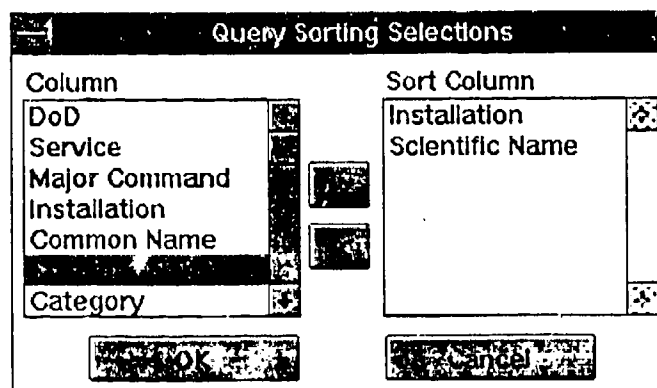 Query Sorting Selections
Column
DoD
Service
Major Command
Installation
Common Name
Category
Sort Column
Installation
Scientific Name
OK
Cancel